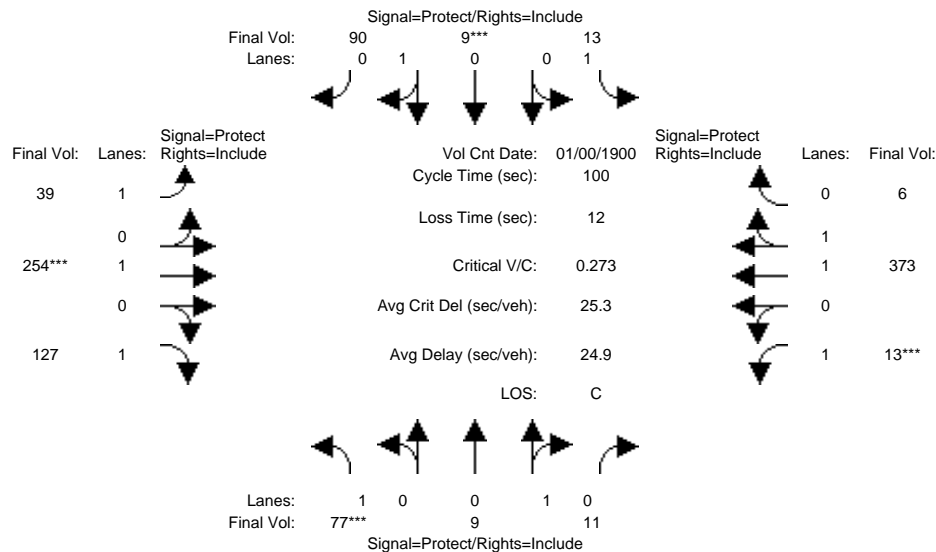 Signal=Protect/Rights=Include
Final Vol: 90 9*** 13
Lanes: 0 1 0 0 1
Signal=Protect
Final Vol: Lanes: Rights=Include
Vol Cnt Date: 01/00/1900
Signal=Protect
Rights=Include Lanes: Final Vol:
Cycle Time (sec): 100
39 1
0 6
Loss Time (sec): 12
0
1
254*** 1
Critical V/C: 0.273
1 373
0
Avg Crit Del (sec/veh): 25.3
0
127 1
Avg Delay (sec/veh): 24.9
1 13***
LOS: C
Lanes: 1 0 0 1 0
Final Vol: 77*** 9 11
Signal=Protect/Rights=Include